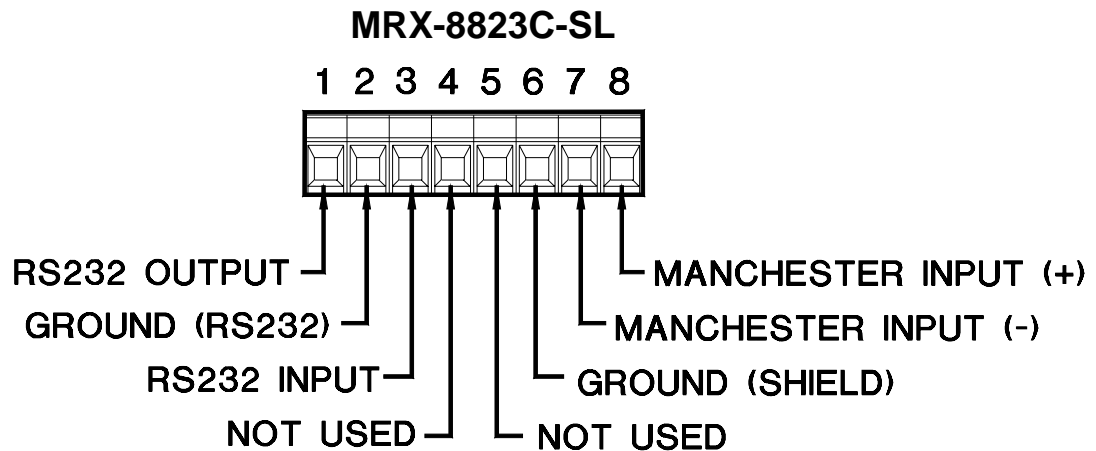 MRX-8823C-SL
1 2 3 4 5 6 7 8
RS232 OUTPUT
MANCHESTER INPUT (+)
GROUND (RS232)
MANCHESTER INPUT (-)
RS232 INPUT
GROUND (SHIELD)
NOT USED
NOT USED